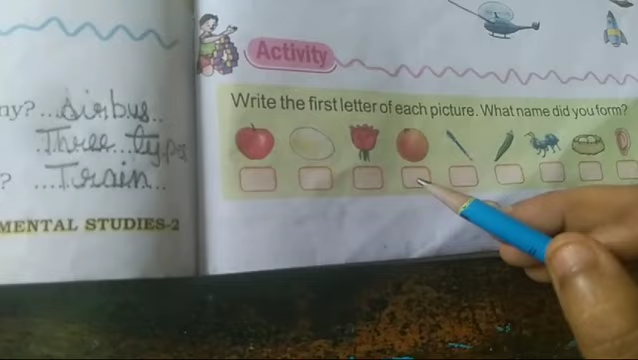 ny?...airbus..
.Three...types
? ...Train..
MENTAL STUDIES-2
Activity
Write the first letter of each picture. What name did you form?